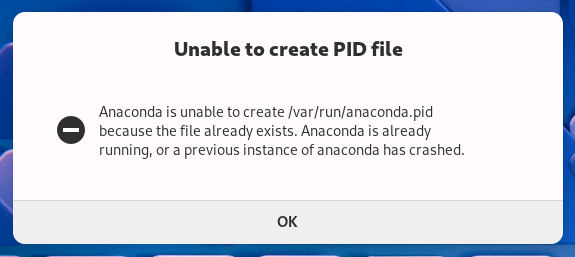 Unable to create PID file
Anaconda is unable to create /var/run/anaconda.pid
because the file already exists. Anaconda is already
running, or a previous instance of anaconda has crashed.
OK